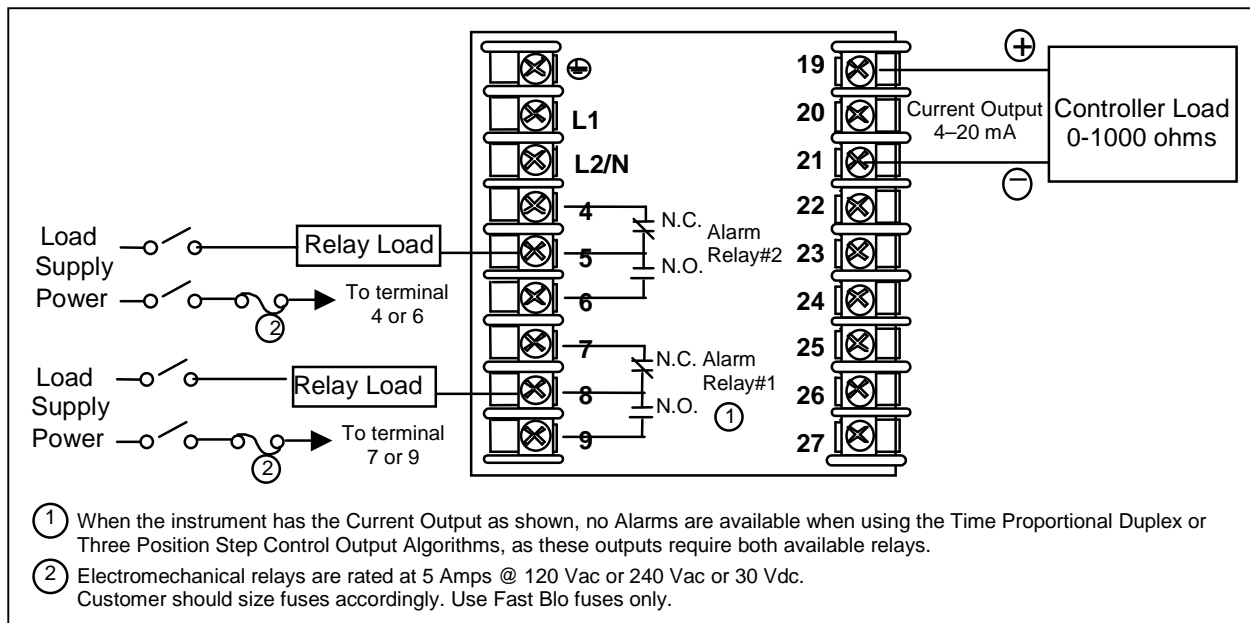 L1
L2/N
4
5
6
7
8
9
N.C.
Alarm
Relay#2
N.O.
N.C. Alarm
Relay#1
N.O.
1
Load
Supply
Power
Relay Load
2
To terminal
4 or 6
Load
Supply
Power
Relay Load
2
To terminal
7 or 9
19
20
21
22
23
24
25
26
27
+
Current Output
4–20 mA
−
Controller Load
0-1000 ohms
1 When the instrument has the Current Output as shown, no Alarms are available when using the Time Proportional Duplex or
Three Position Step Control Output Algorithms, as these outputs require both available relays.
2 Electromechanical relays are rated at 5 Amps @ 120 Vac or 240 Vac or 30 Vdc.
Customer should size fuses accordingly. Use Fast Blo fuses only.